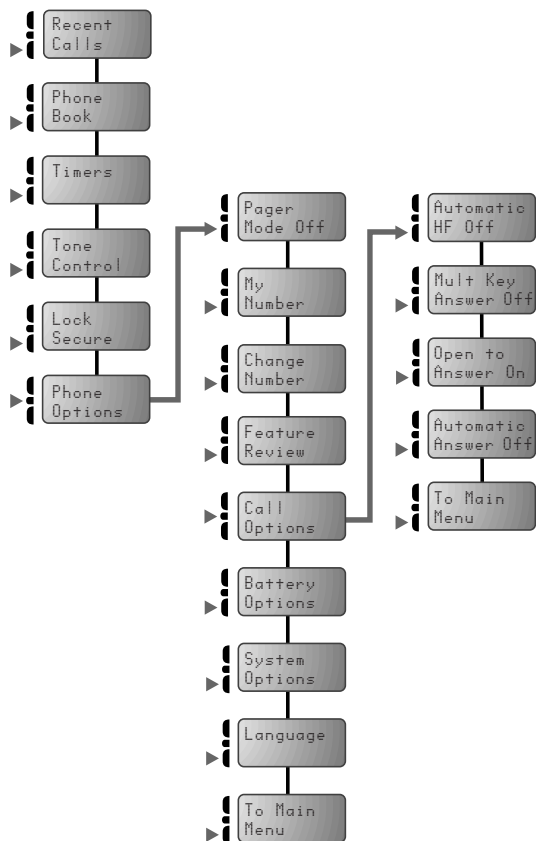 Recent
Calls
Phone
Book
Timers
Tone
Control
Lock
Secure
Phone
Options
Pager
Mode Off
My
Number
Change
Number
Feature
Review
Call
Options
Battery
Options
System
Options
Language
To Main
Menu
Automatic
HF Off
Mult Key
Answer Off
Open to
Answer On
Automatic
Answer Off
To Main
Menu